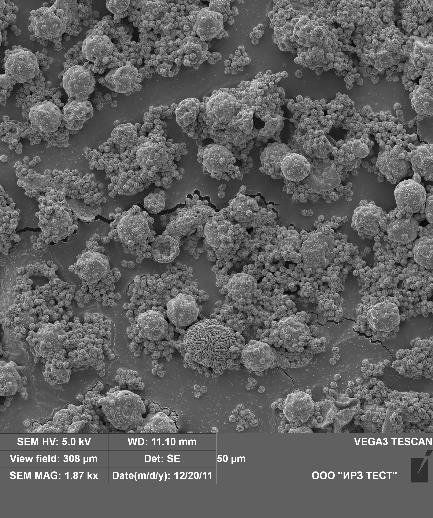 SEM HV: 5.0 kV WD: 11.10 mm VEGA3 TESCAN
View field: 308 µm Det: SE 50 µm
SEM MAG: 1.87 kx Date(m/d/y): 12/20/11 ООО "ИРЗ ТЕСТ"